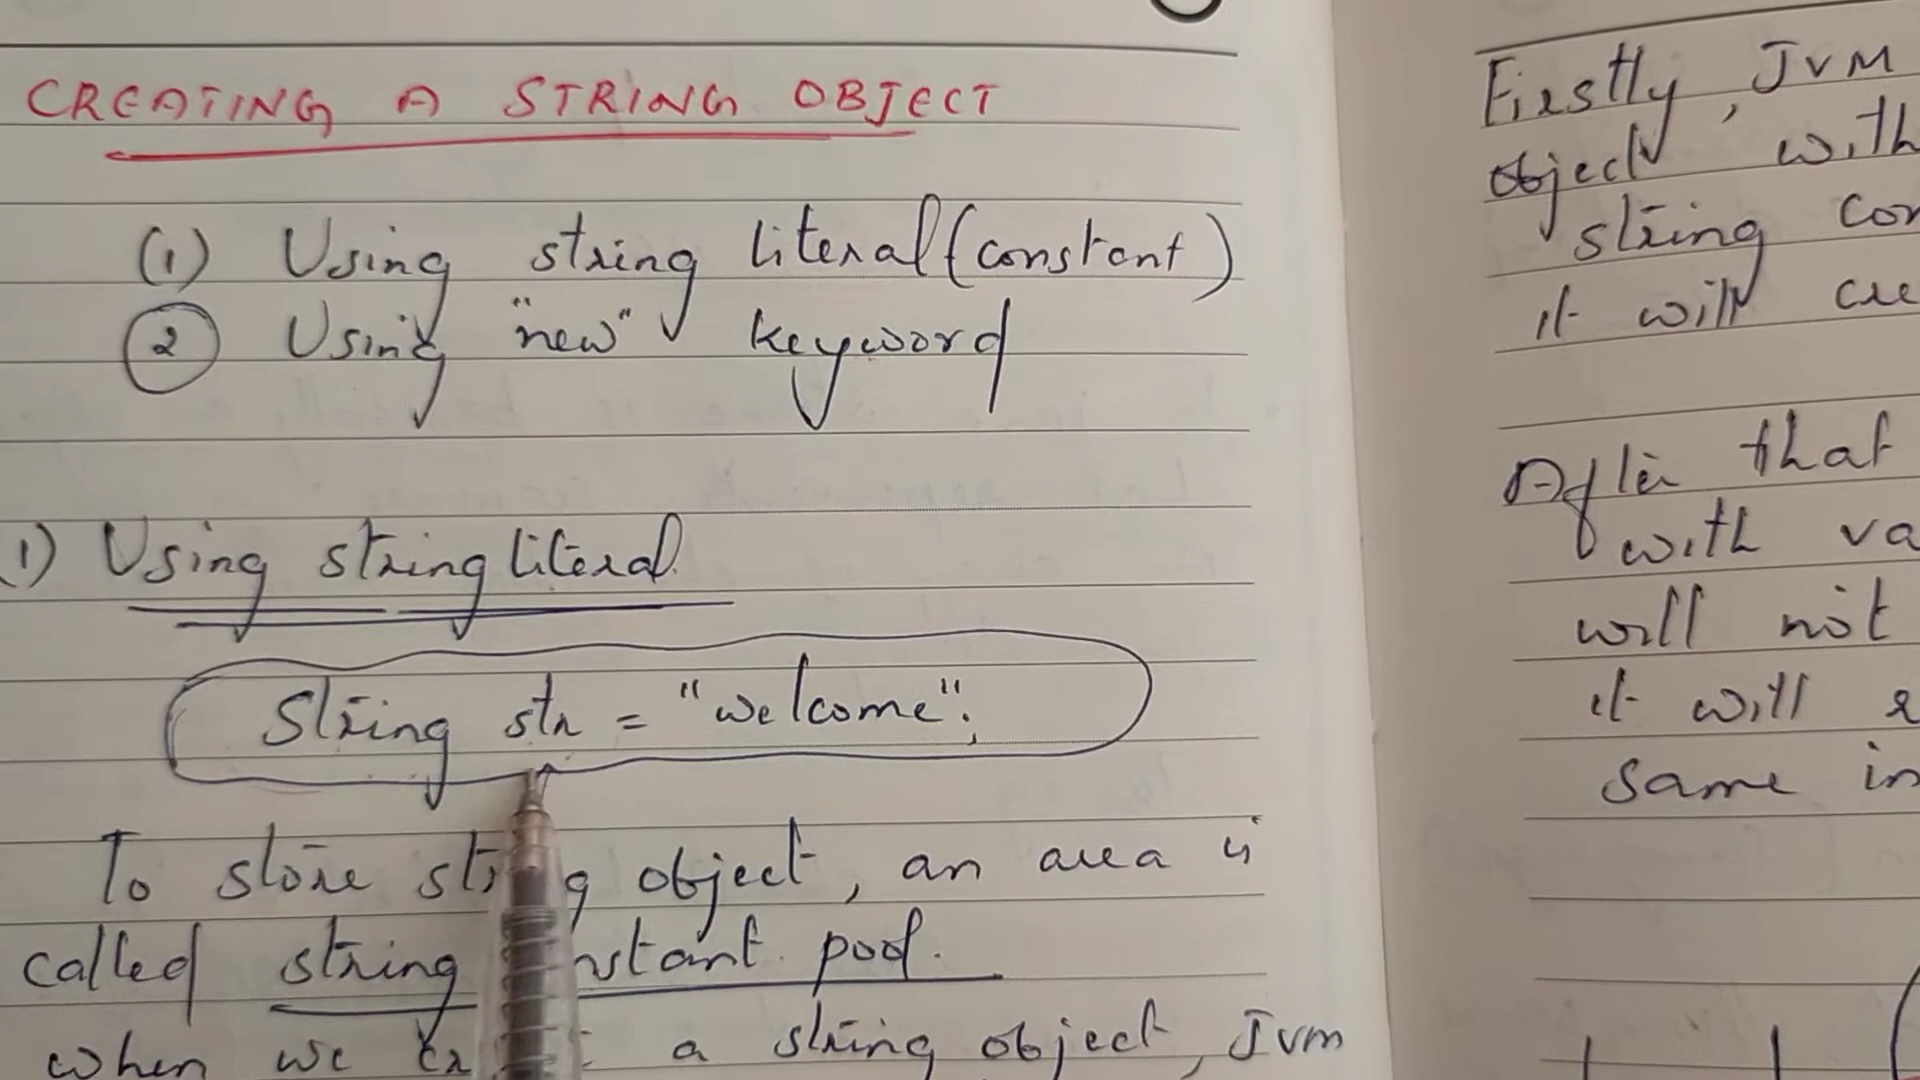 CREATING A STRING OBJECT
(1) Using string literal (constant)
(2) Using "new" keyword
1) Using string literal.
String str = "welcome";
To store string object, an area is
called string constant pool.
when we a string object, Jvm
Firstly, JVM
object with
string
it will
After that
with
will not
it will
same in